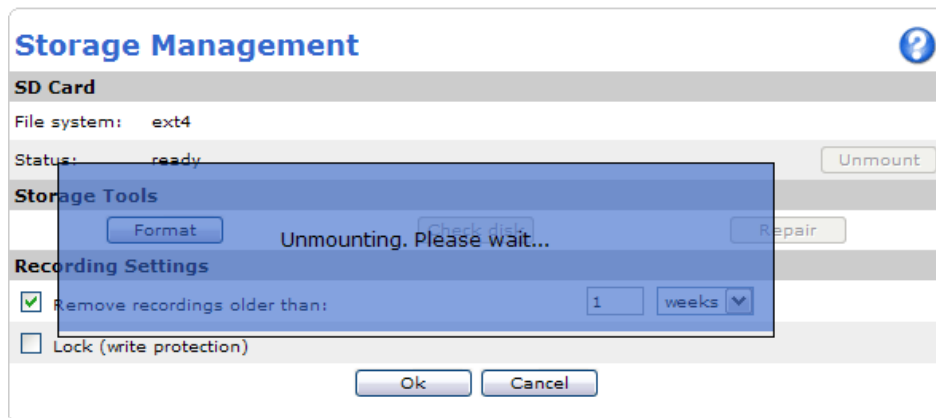 Storage Management
SD Card
File system: ext4
Status: ready Unmount
Storage Tools
Format Check disk Repair
Unmounting. Please wait...
Recording Settings
Remove recordings older than: 1 weeks
Lock (write protection)
Ok Cancel